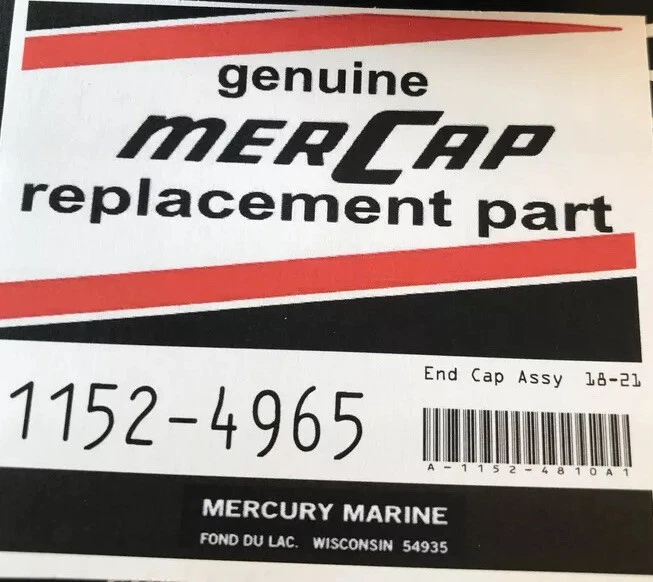 genuine
merCap
replacement part
End Cap Assy 18-21
1152-4965
A-1152-4810A1
MERCURY MARINE
FOND DU LAC. WISCONSIN 54935